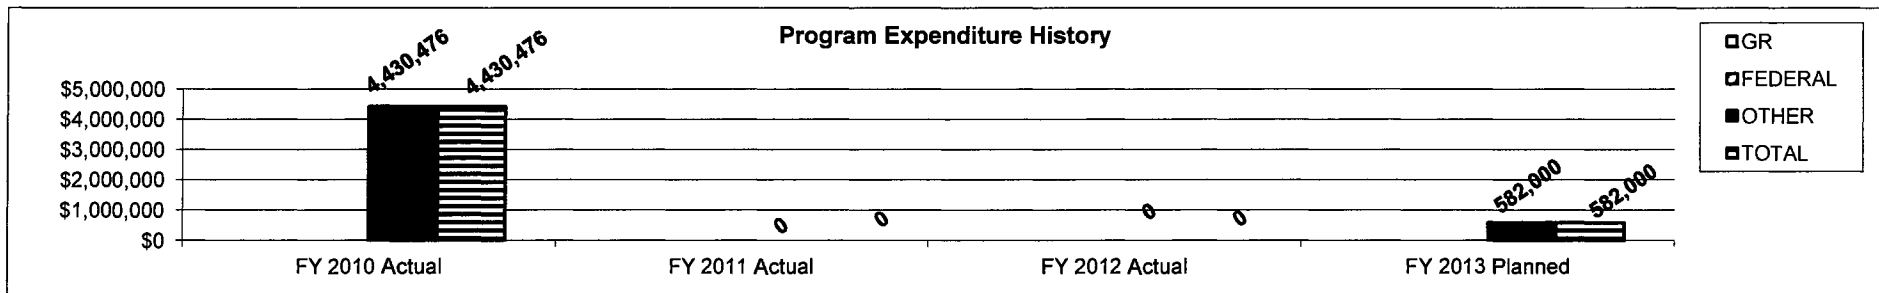 Program Expenditure History
GR
FEDERAL
OTHER
TOTAL
4,430,476
4,430,476
$5,000,000
$4,000,000
$3,000,000
$2,000,000
$1,000,000
$0
0
0
0
0
582,000
582,000
FY 2010 Actual
FY 2011 Actual
FY 2012 Actual
FY 2013 Planned